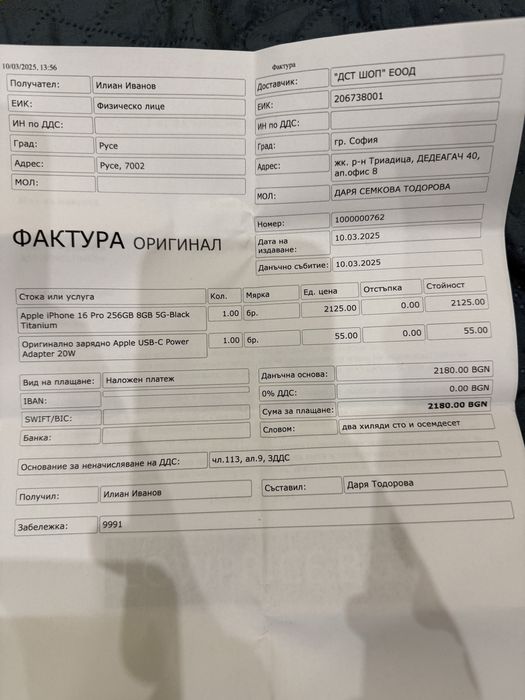 10/03/2025, 13:56
Фактура
Получател: Илиан Иванов
ЕИК: Физическо лице
ИН по ДДС:
Град: Русе
Адрес: Русе, 7002
МОЛ:
Доставчик: "ДСТ ШОП" ЕООД
ЕИК: 206738001
ИН по ДДС:
Град: гр. София
Адрес: жк. р-н Триадица, ДЕДЕАГАЧ 40,
ап.офис 8
МОЛ: ДАРЯ СЕМКОВА ТОДОРОВА
ФАКТУРА ОРИГИНАЛ
Номер: 1000000762
Дата на
издаване: 10.03.2025
Данъчно събитие: 10.03.2025
Стока или услуга Кол. Мярка Ед. цена Отстъпка Стойност
Apple iPhone 16 Pro 256GB 8GB 5G-Black
Titanium 1.00 бр. 2125.00 0.00 2125.00
Оригинално зарядно Apple USB-C Power
Adapter 20W 1.00 бр. 55.00 0.00 55.00
Вид на плащане: Наложен платеж
IBAN:
SWIFT/BIC:
Банка:
Данъчна основа: 2180.00 BGN
0% ДДС: 0.00 BGN
Сума за плащане: 2180.00 BGN
Словом: два хиляди сто и осемдесет
Основание за неначисляване на ДДС: чл.113, ал.9, ЗДДС
Получил: Илиан Иванов
Съставил: Даря Тодорова
Забележка: 9991